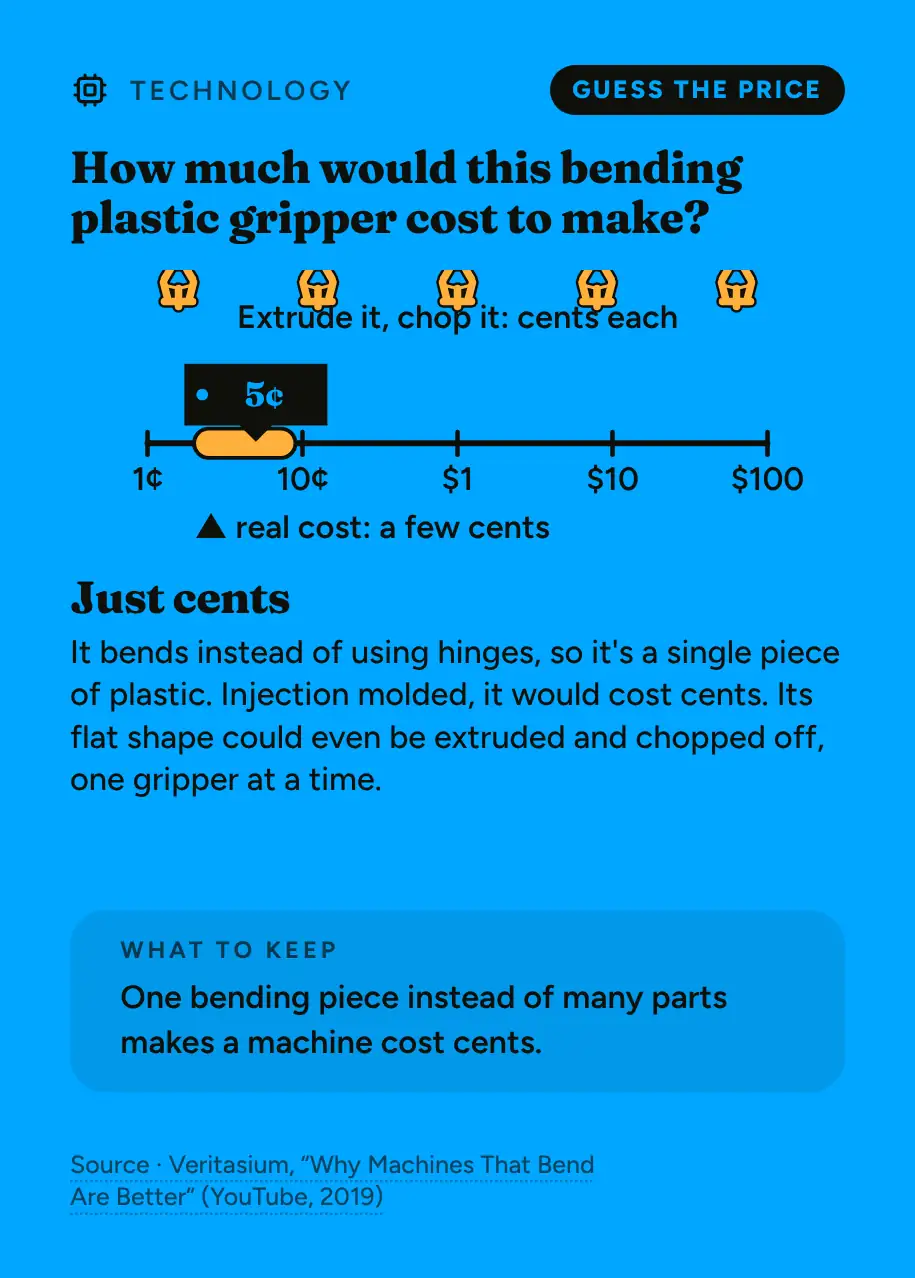 TECHNOLOGY
GUESS THE PRICE
How much would this bending
plastic gripper cost to make?
Extrude it, chop it: cents each
5¢
1¢ 10¢ $1 $10 $100
▲ real cost: a few cents
Just cents
It bends instead of using hinges, so it's a single piece
of plastic. Injection molded, it would cost cents. Its
flat shape could even be extruded and chopped off,
one gripper at a time.
WHAT TO KEEP
One bending piece instead of many parts
makes a machine cost cents.
Source · Veritasium, “Why Machines That Bend
Are Better” (YouTube, 2019)